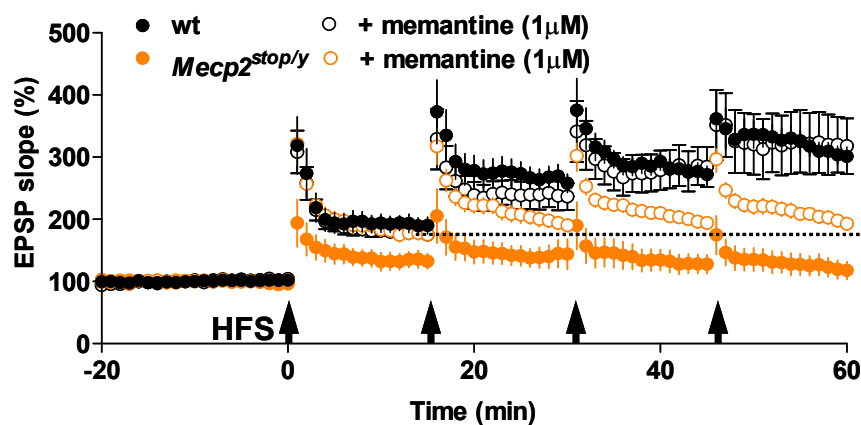 500
400
300
200
100
0
EPSP slope (%)
wt
+ memantine (1μM)
Mecp2stop/y
+ memantine (1μM)
HFS
-20
0
20
40
60
Time (min)